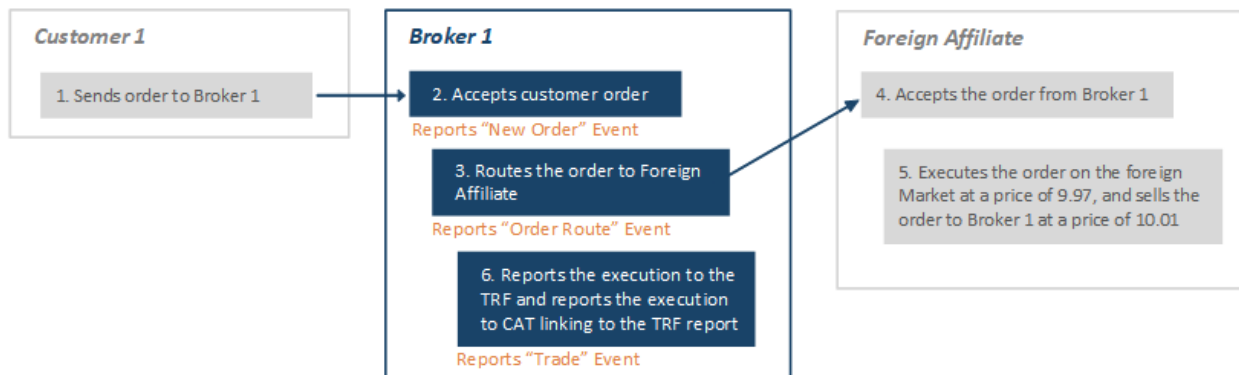 Customer 1
1. Sends order to Broker 1
Broker 1
2. Accepts customer order
Reports "New Order" Event
3. Routes the order to Foreign
Affiliate
Reports "Order Route" Event
6. Reports the execution to the
TRF and reports the execution
to CAT linking to the TRF report
Reports "Trade" Event
Foreign Affiliate
4. Accepts the order from Broker 1
5. Executes the order on the foreign
Market at a price of 9.97, and sells the
order to Broker 1 at a price of 10.01